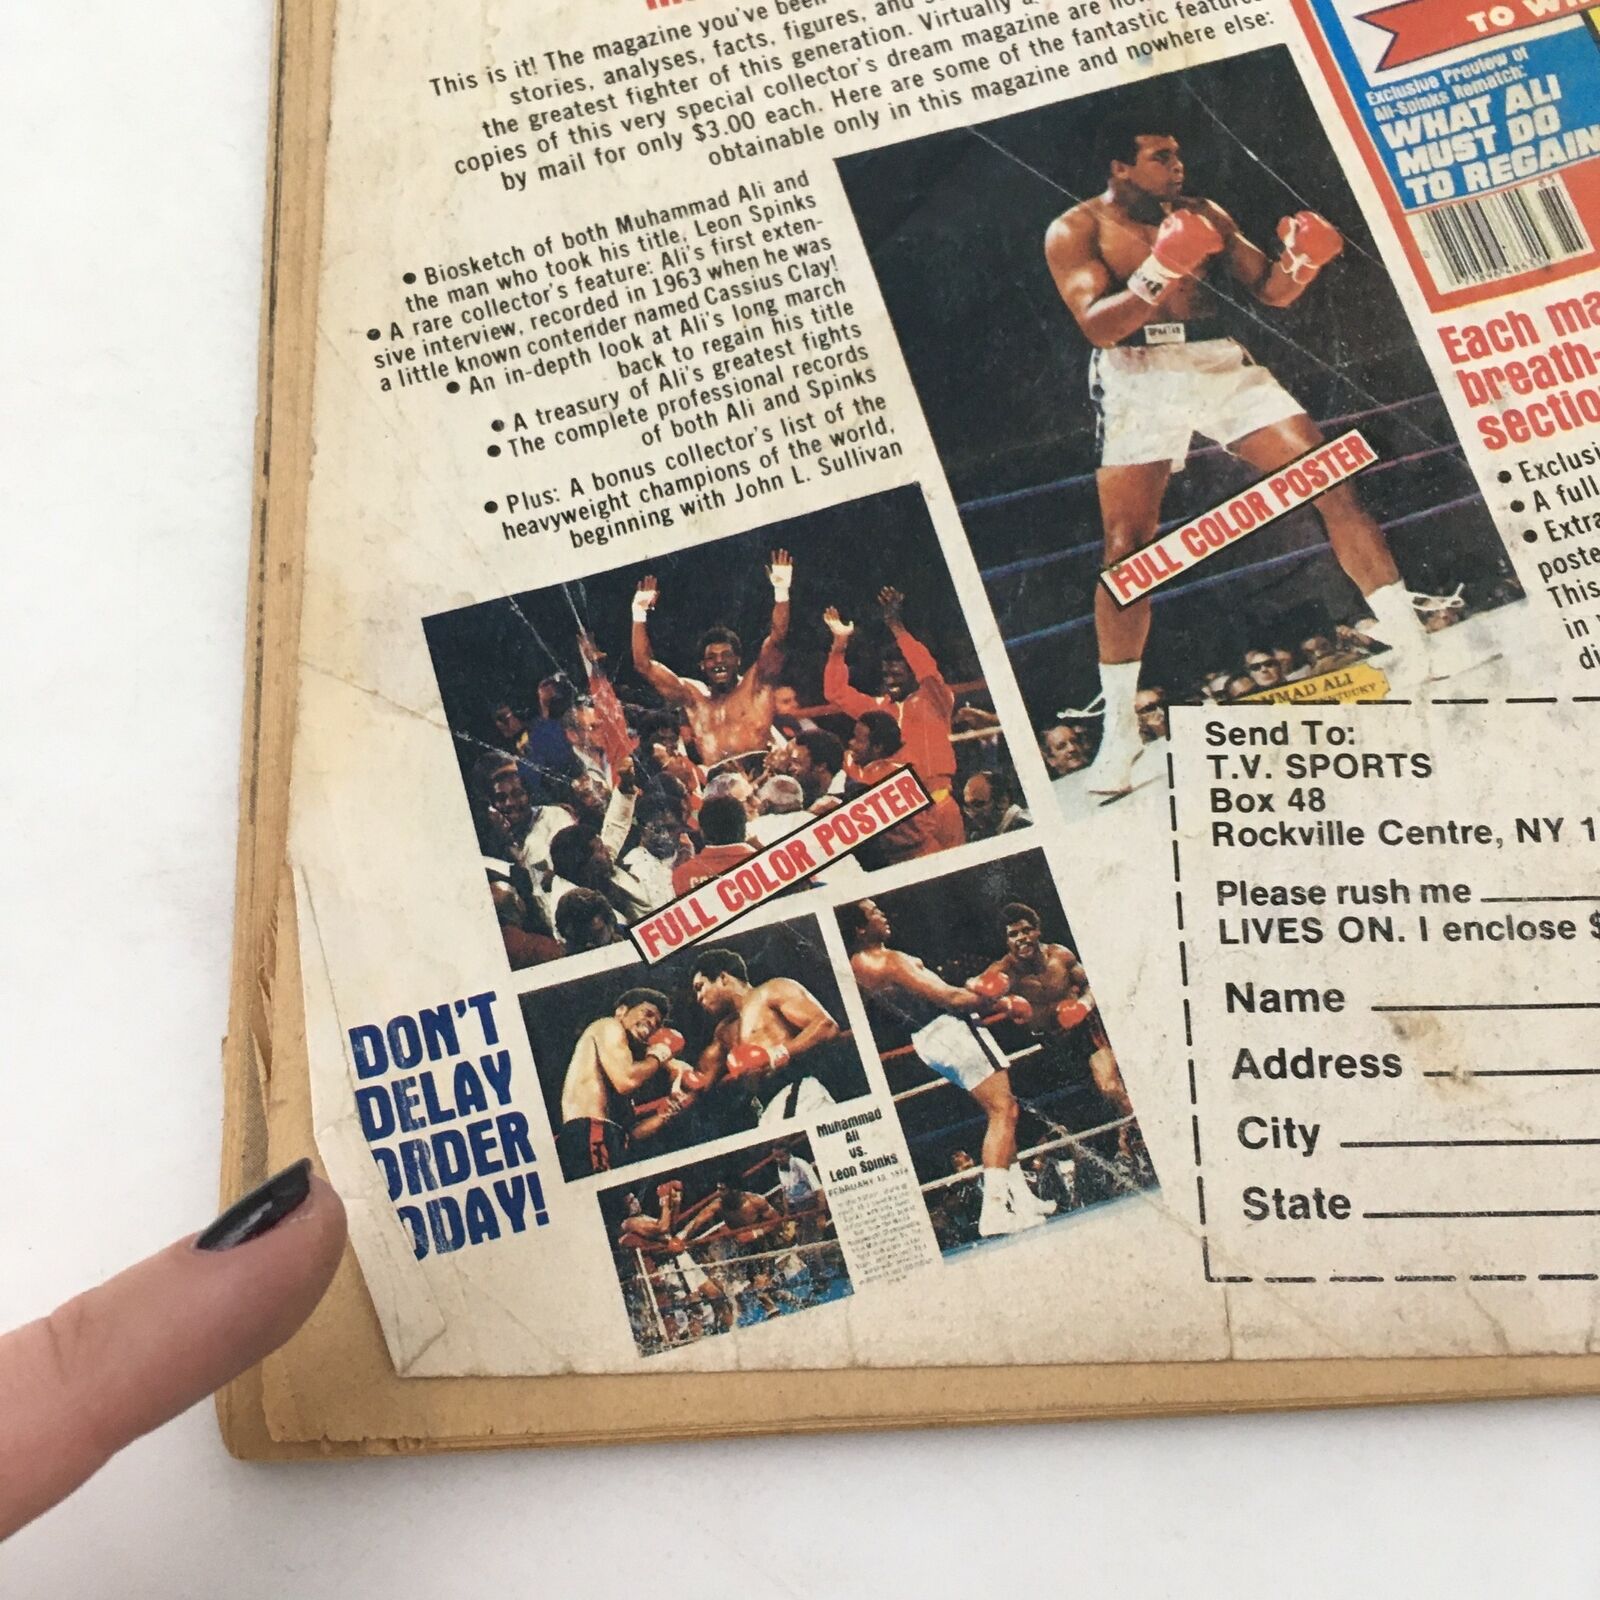 This is it! The magazine you've been
stories, analyses, facts, figures, and
the greatest fighter of this generation. Virtually
copies of this very special collector's dream magazine are
by mail for only $3.00 each. Here are some of the fantastic
obtainable only in this magazine and nowhere else:
● Biosketch of both Muhammad Ali and
the man who took his title, Leon Spinks
● A rare collector's feature: Ali's first exten-
sive interview, recorded in 1963 when he was
a little known contender named Cassius Clay!
● An in-depth look at Ali's long march
back to regain his title
● A treasury of Ali's greatest fights
● The complete professional records
of both Ali and Spinks
● Plus: A bonus collector's list of the
heavyweight champions of the world,
beginning with John L. Sullivan
FULL COLOR POSTER
MMAD ALI
FULL COLOR POSTER
DON'T
DELAY
ORDER
ODAY!
Muhammad
Ali
vs.
Leon Spinks
TO
Exclusive Preview of
Ali-Spinks Rematch:
WHAT ALI
MUST DO
TO REGAIN
Each
breath-
● A full
This
in
Send To:
T.V. SPORTS
Box 48
Rockville Centre, NY 1
Please rush me
LIVES ON. I enclose $
Name
Address
City
State